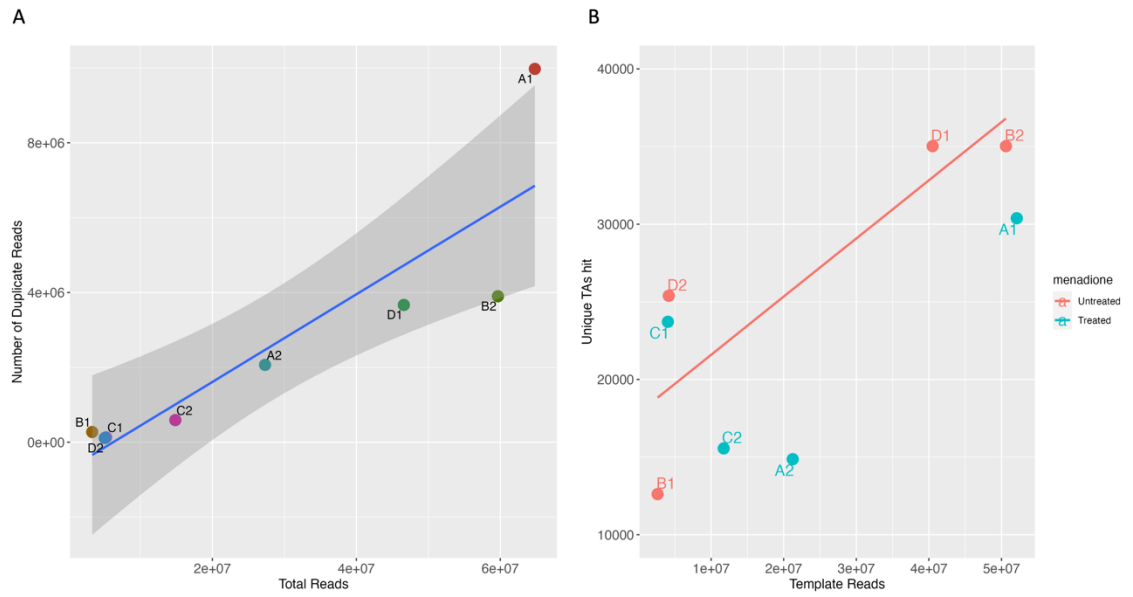 A
B
Number of Duplicate Reads
8e+06
4e+06
0e+00
A1
B2
D1
A2
C2
B1
C1
D2
2e+07
4e+07
6e+07
Total Reads
Unique TAs hit
40000
30000
20000
10000
D1
B2
A1
D2
C1
C2
A2
B1
1e+07
2e+07
3e+07
4e+07
5e+07
Template Reads
menadione
a Untreated
a Treated